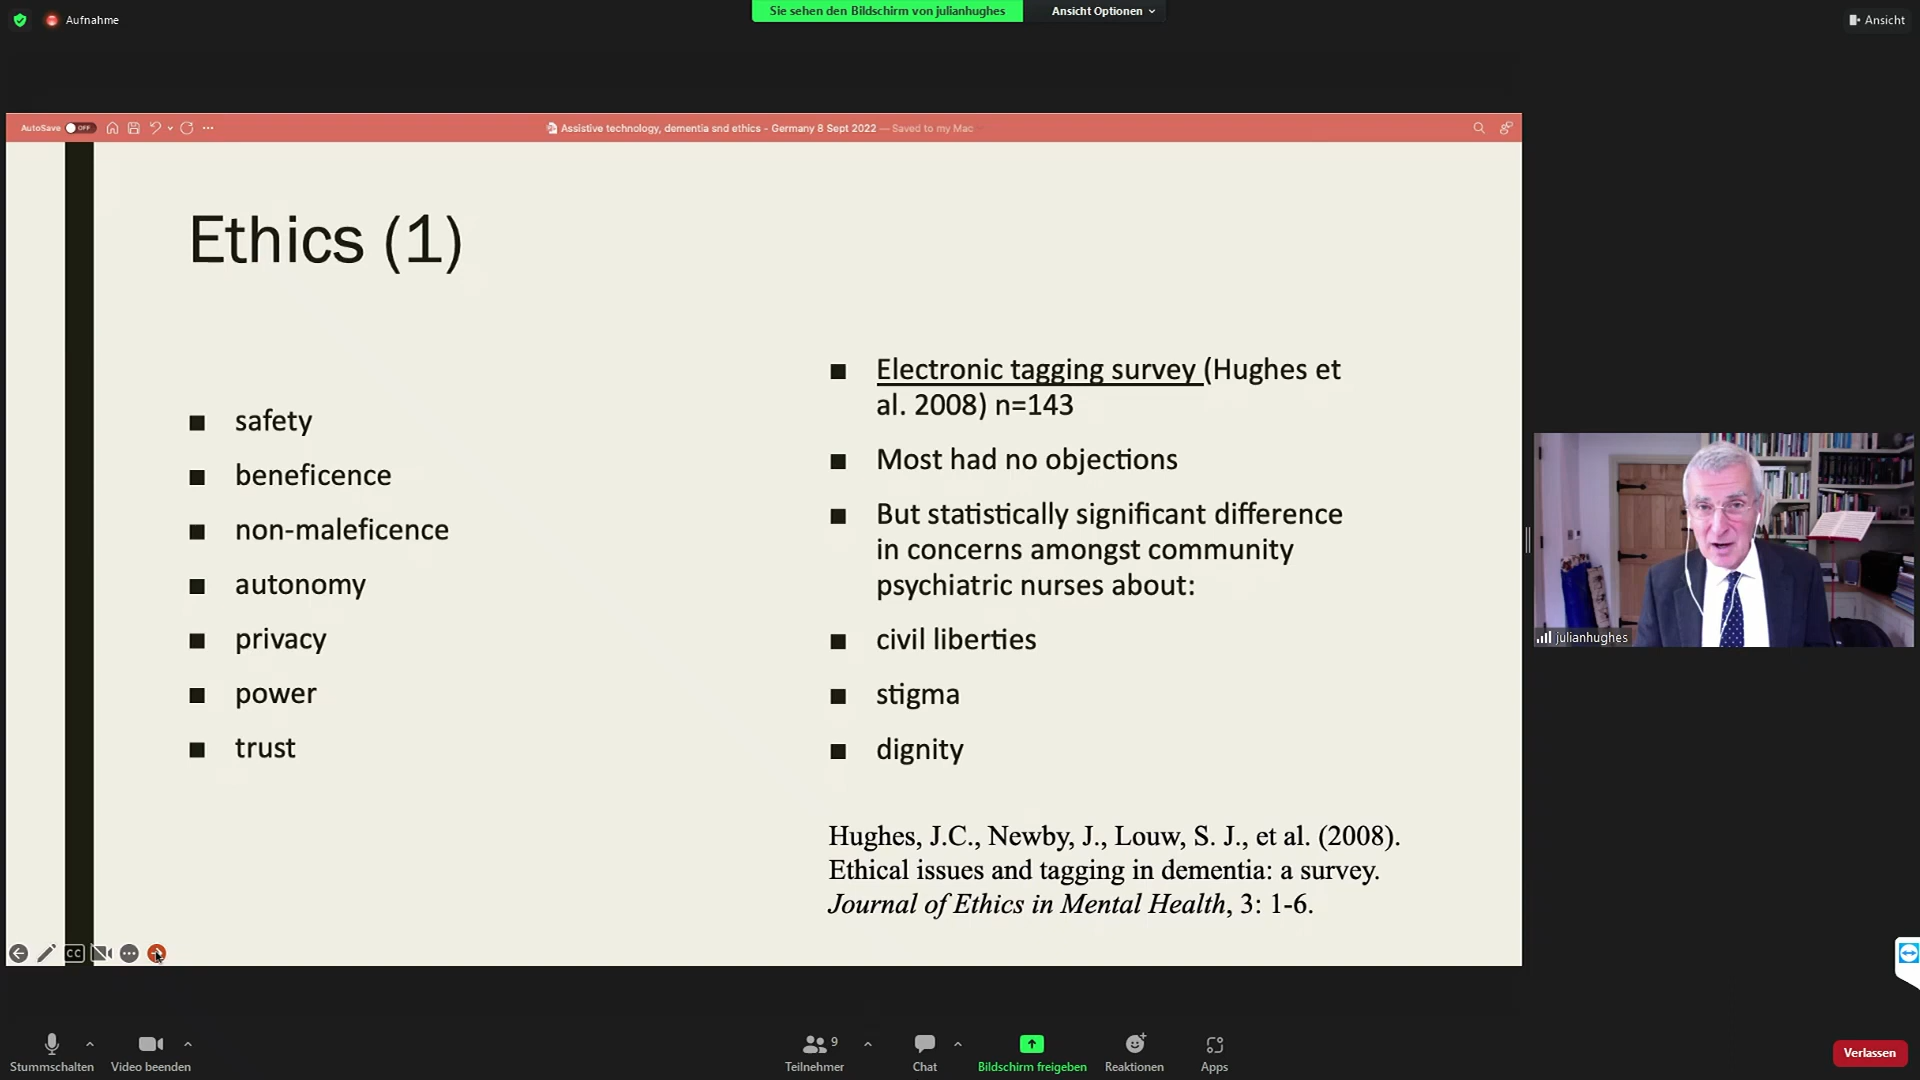 Aufnahme
Sie sehen den Bildschirm von julianhughes
Ansicht Optionen
Ansicht
AutoSave OFF
Assistive technology, dementia snd ethics - Germany 8 Sept 2022 — Saved to my Mac
Ethics (1)
■ safety
■ beneficence
■ non-maleficence
■ autonomy
■ privacy
■ power
■ trust
■ Electronic tagging survey (Hughes et
al. 2008) n=143
■ Most had no objections
■ But statistically significant difference
in concerns amongst community
psychiatric nurses about:
■ civil liberties
■ stigma
■ dignity
Hughes, J.C., Newby, J., Louw, S. J., et al. (2008).
Ethical issues and tagging in dementia: a survey.
Journal of Ethics in Mental Health, 3: 1-6.
julianhughes
CC
Stummschalten
Video beenden
9
Teilnehmer
Chat
Bildschirm freigeben
Reaktionen
Apps
Verlassen